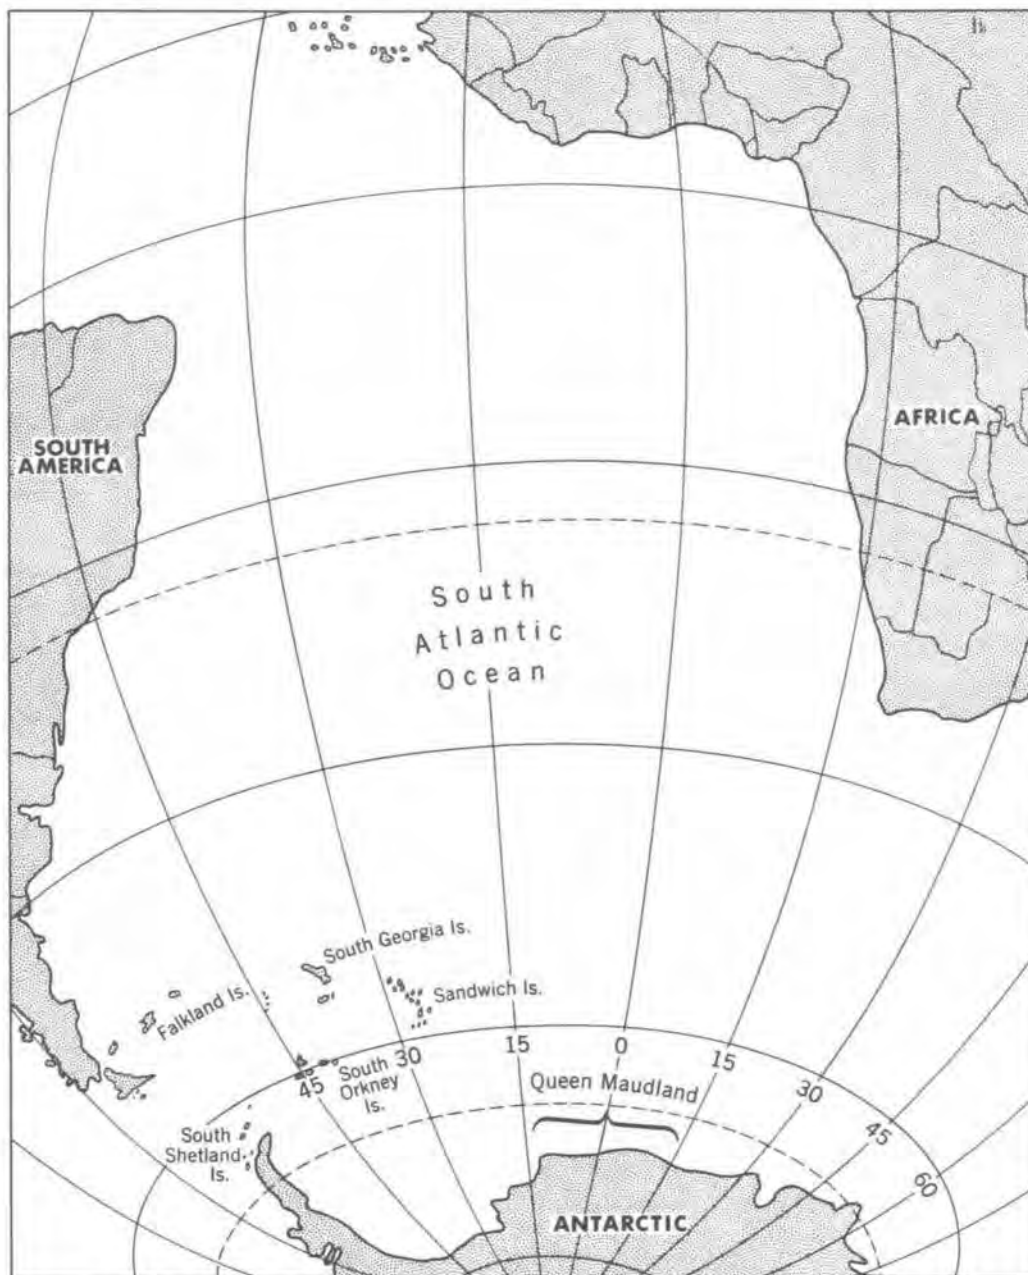 AFRICA
SOUTH
AMERICA
South
Atlantic
Ocean
South Georgia Is.
Sandwich Is.
Falkland Is.
45
South
Orkney
Is.
30
15
0
15
30
45
60
Queen Maudland
South
Shetland
Is.
ANTARCTIC